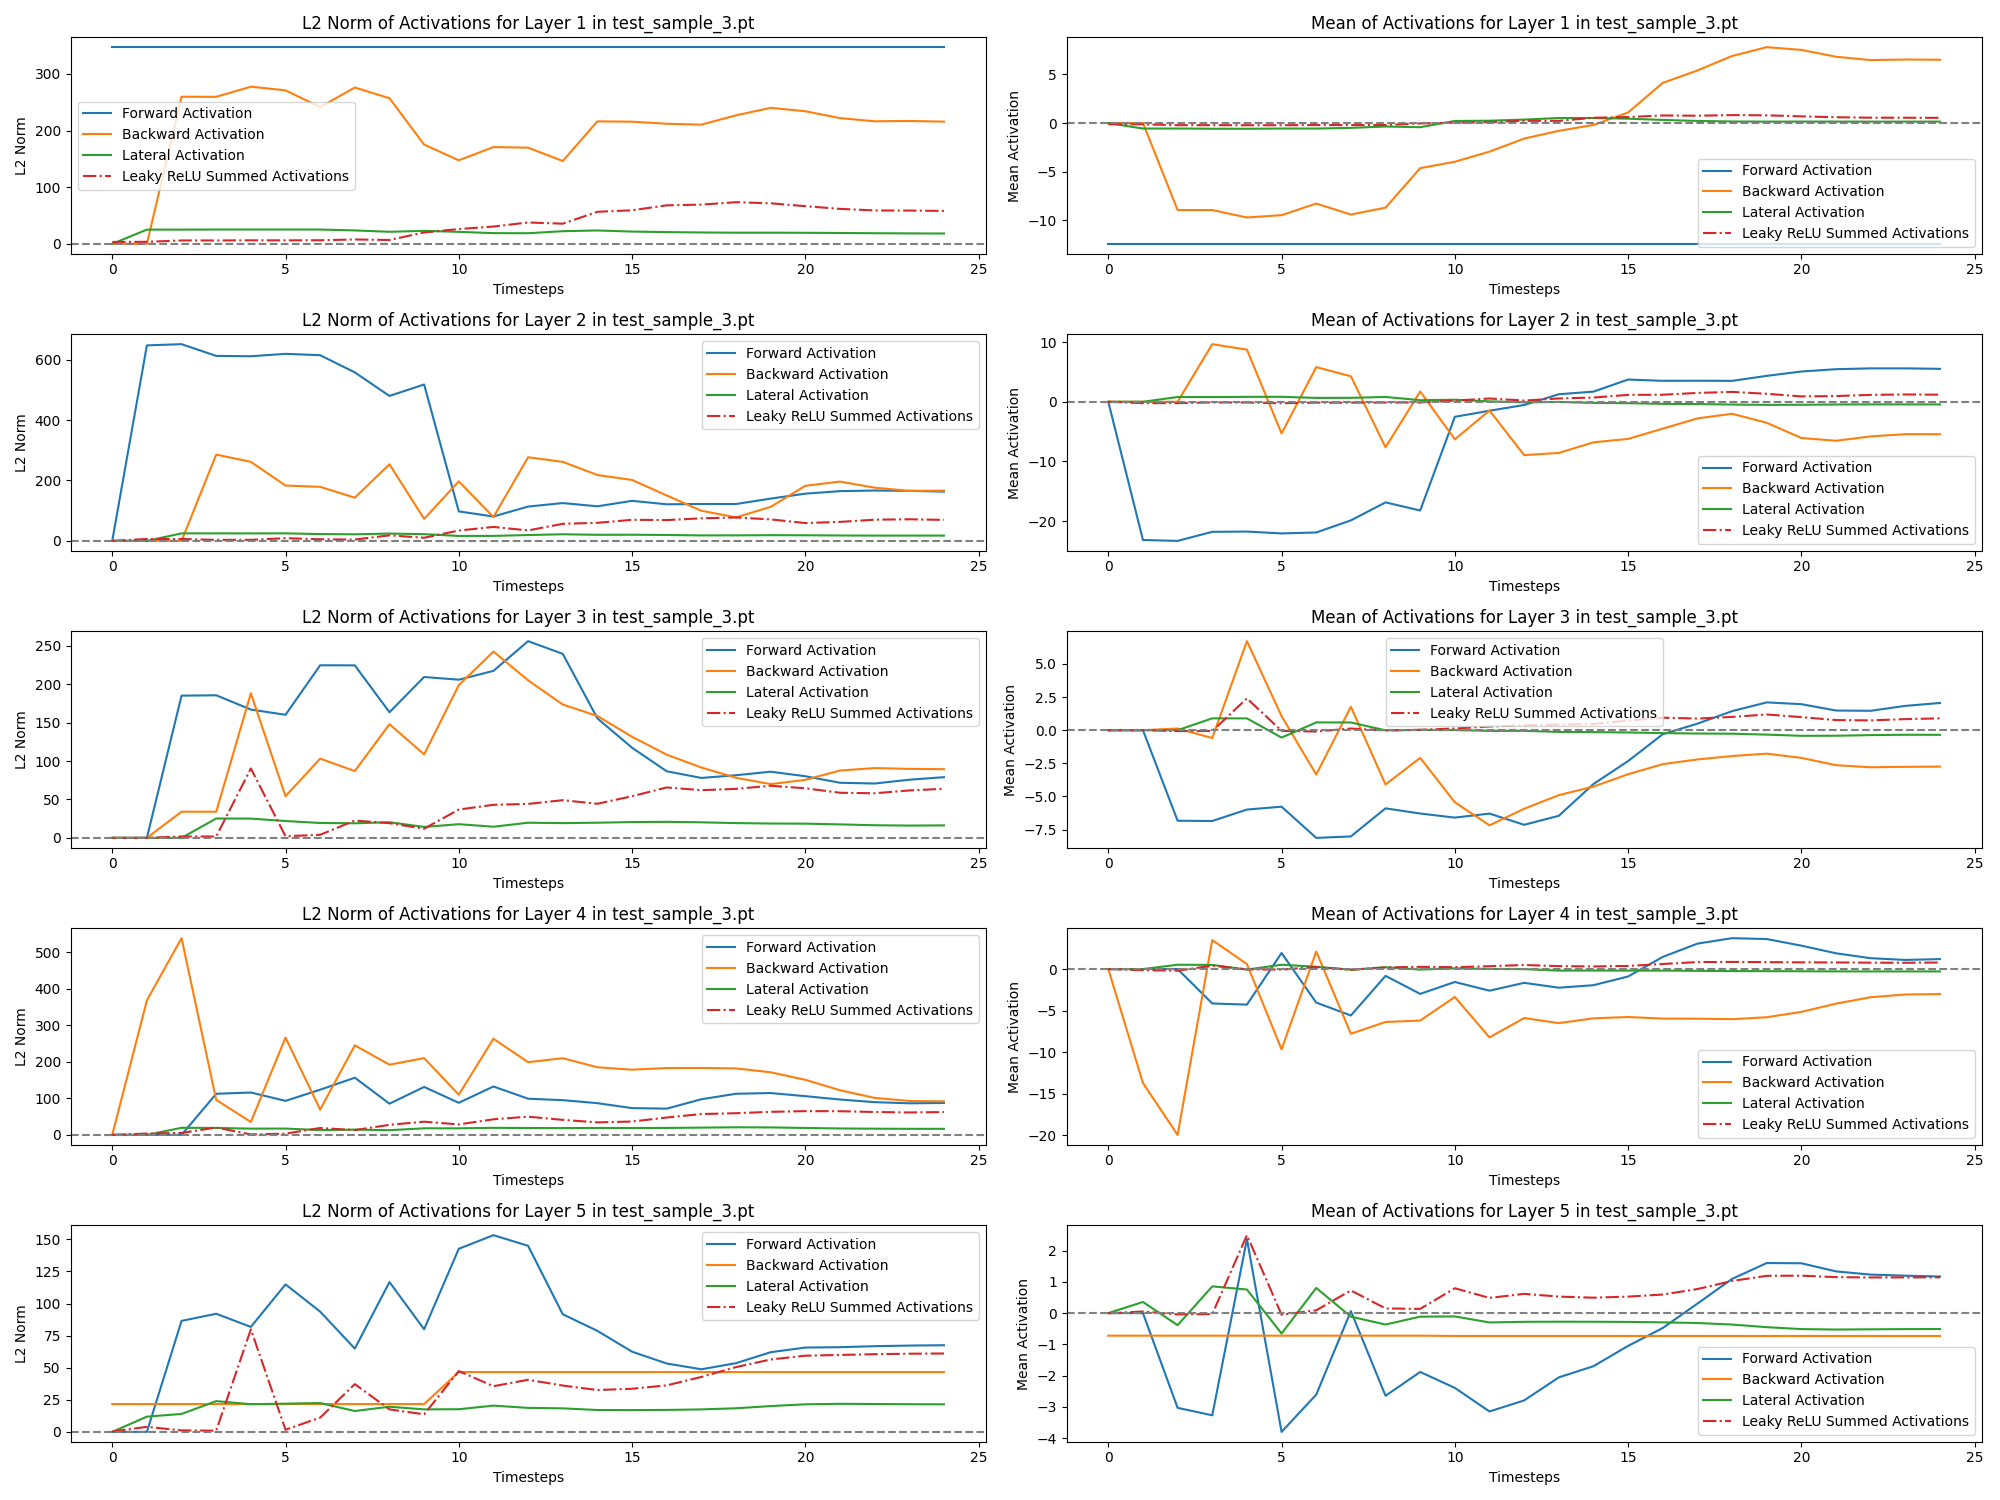 L2 Norm of Activations for Layer 1 in test_sample_3.pt
L2 Norm
300
200
100
0
Forward Activation
Backward Activation
Lateral Activation
Leaky ReLU Summed Activations
0 5 10 15 20 25
Timesteps
Mean of Activations for Layer 1 in test_sample_3.pt
Mean Activation
5
0
−5
−10
Forward Activation
Backward Activation
Lateral Activation
Leaky ReLU Summed Activations
0 5 10 15 20 25
Timesteps
L2 Norm of Activations for Layer 2 in test_sample_3.pt
L2 Norm
600
400
200
0
Forward Activation
Backward Activation
Lateral Activation
Leaky ReLU Summed Activations
0 5 10 15 20 25
Timesteps
Mean of Activations for Layer 2 in test_sample_3.pt
Mean Activation
10
0
−10
−20
Forward Activation
Backward Activation
Lateral Activation
Leaky ReLU Summed Activations
0 5 10 15 20 25
Timesteps
L2 Norm of Activations for Layer 3 in test_sample_3.pt
L2 Norm
250
200
150
100
50
0
Forward Activation
Backward Activation
Lateral Activation
Leaky ReLU Summed Activations
0 5 10 15 20 25
Timesteps
Mean of Activations for Layer 3 in test_sample_3.pt
Mean Activation
5.0
2.5
0.0
−2.5
−5.0
−7.5
Forward Activation
Backward Activation
Lateral Activation
Leaky ReLU Summed Activations
0 5 10 15 20 25
Timesteps
L2 Norm of Activations for Layer 4 in test_sample_3.pt
L2 Norm
500
400
300
200
100
0
Forward Activation
Backward Activation
Lateral Activation
Leaky ReLU Summed Activations
0 5 10 15 20 25
Timesteps
Mean of Activations for Layer 4 in test_sample_3.pt
Mean Activation
0
−5
−10
−15
−20
Forward Activation
Backward Activation
Lateral Activation
Leaky ReLU Summed Activations
0 5 10 15 20 25
Timesteps
L2 Norm of Activations for Layer 5 in test_sample_3.pt
L2 Norm
150
125
100
75
50
25
0
Forward Activation
Backward Activation
Lateral Activation
Leaky ReLU Summed Activations
0 5 10 15 20 25
Timesteps
Mean of Activations for Layer 5 in test_sample_3.pt
Mean Activation
2
1
0
−1
−2
−3
−4
Forward Activation
Backward Activation
Lateral Activation
Leaky ReLU Summed Activations
0 5 10 15 20 25
Timesteps